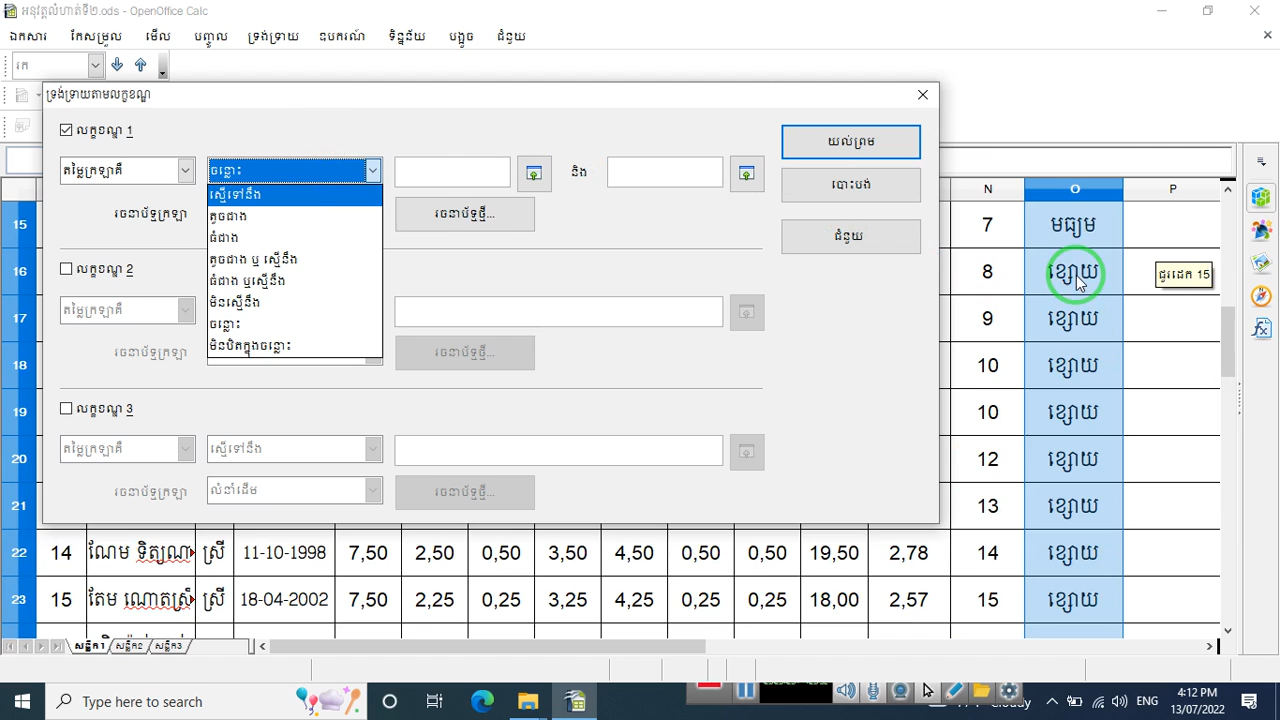 អនុវត្តលំហាត់ទី២.ods - OpenOffice Calc
ឯកសារ កែសម្រួល មើល បញ្ចូល ទ្រង់ទ្រាយ ឧបករណ៍ ទិន្នន័យ បង្អួច ជំនួយ
រក
ទ្រង់ទ្រាយតាមលក្ខខណ្ឌ
លក្ខខណ្ឌ 1
តម្លៃក្រឡាគឺ ចន្លោះ និង
យល់ព្រម
បោះបង់
ជំនួយ
ស្មើទៅនឹង
តូចជាង
ធំជាង
តូចជាង ឬ ស្មើនឹង
ធំជាង ឬស្មើនឹង
មិនស្មើនឹង
ចន្លោះ
មិនឋិតក្នុងចន្លោះ
រចនាប័ទ្មក្រឡា រចនាប័ទ្មថ្មី...
លក្ខខណ្ឌ 2
តម្លៃក្រឡាគឺ
រចនាប័ទ្មក្រឡា រចនាប័ទ្មថ្មី...
លក្ខខណ្ឌ 3
តម្លៃក្រឡាគឺ ស្មើទៅនឹង
រចនាប័ទ្មក្រឡា លំនាំដើម រចនាប័ទ្មថ្មី...
N O P
15 7 មធ្យម
16 8 ខ្សោយ ជួរដេក 15
17 9 ខ្សោយ
18 10 ខ្សោយ
19 10 ខ្សោយ
20 12 ខ្សោយ
21 13 ខ្សោយ
22 14 ណែម ទិត្យណា ស្រី 11-10-1998 7,50 2,50 0,50 3,50 4,50 0,50 0,50 19,50 2,78 14 ខ្សោយ
23 15 តែម ណោតស្រី ស្រី 18-04-2002 7,50 2,25 0,25 3,25 4,25 0,25 0,25 18,00 2,57 15 ខ្សោយ
សន្លឹក1 សន្លឹក2 សន្លឹក3
Type here to search
Cloudy
ENG
4:12 PM
13/07/2022